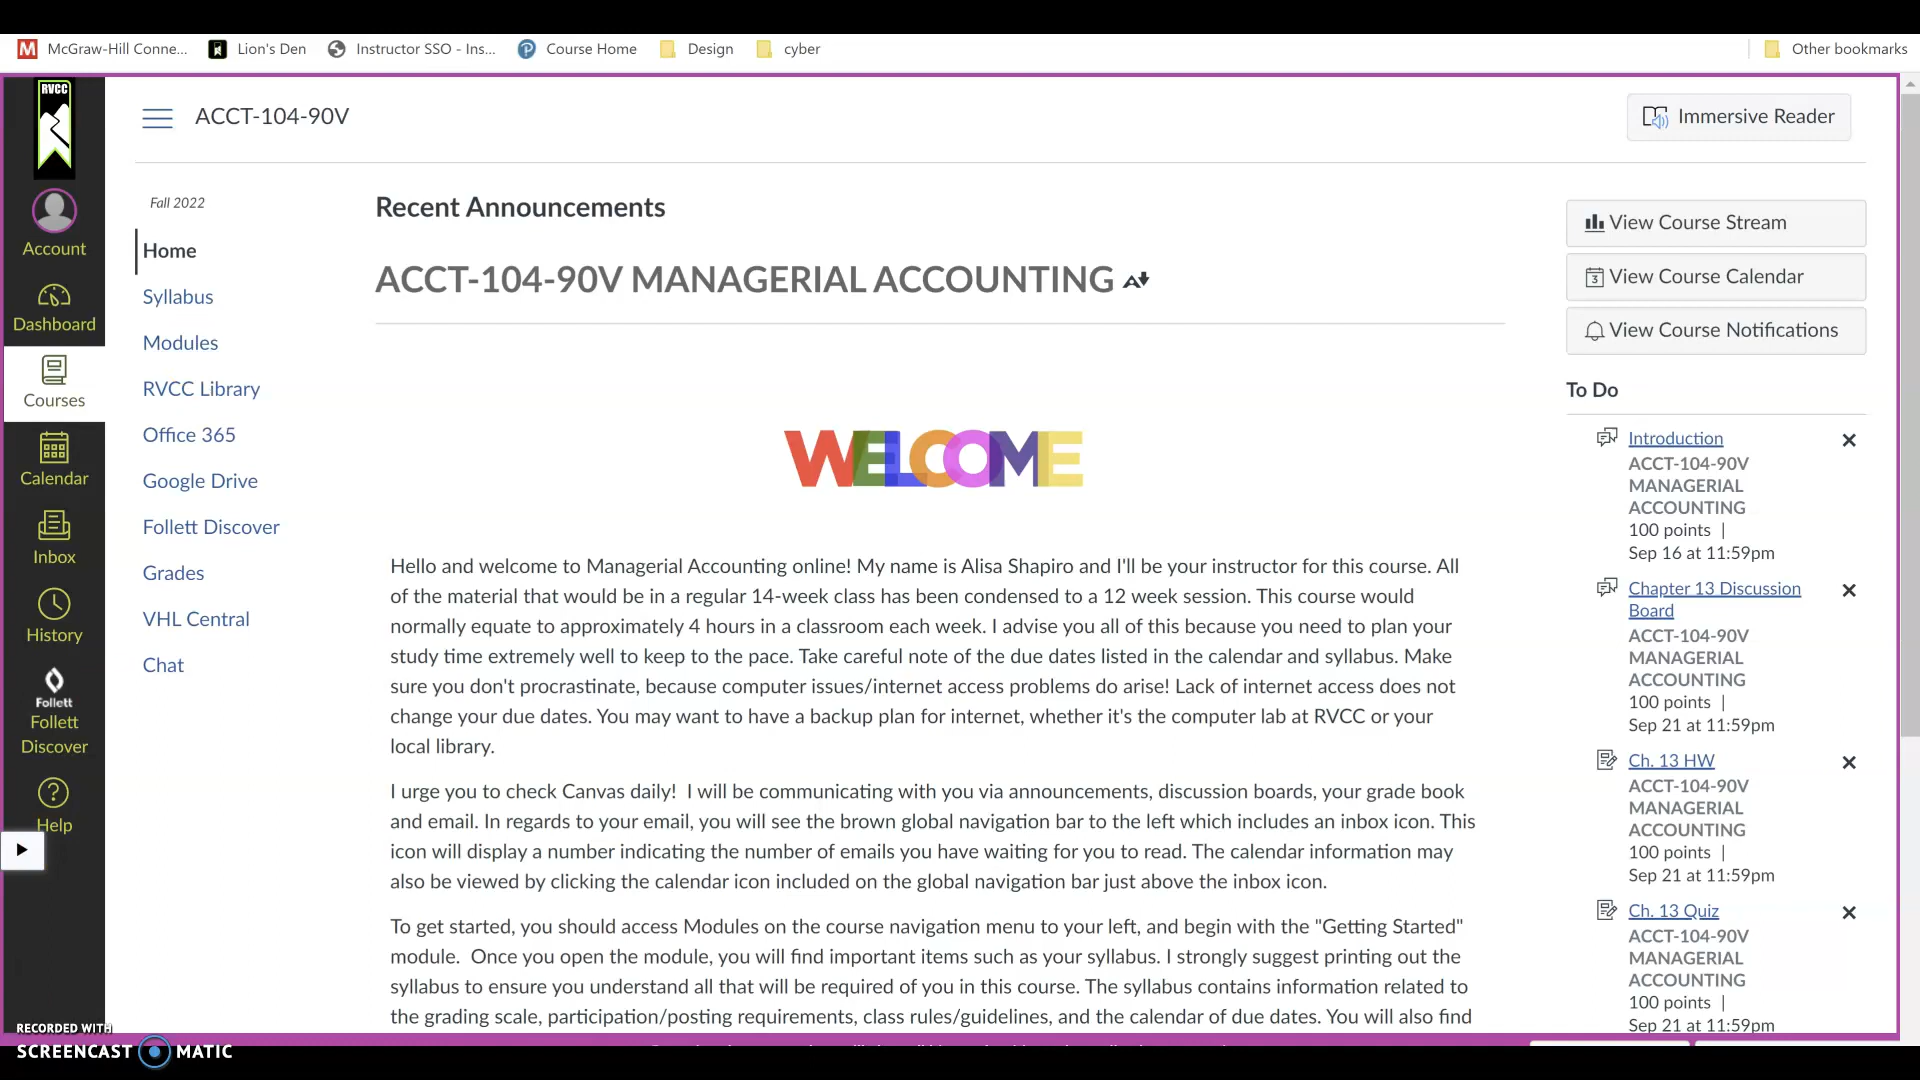 McGraw-Hill Conne...
Lion's Den
Instructor SSO - Ins...
Course Home
Design
cyber
Other bookmarks
RVCC
ACCT-104-90V
Immersive Reader
Account
Dashboard
Courses
Calendar
Inbox
History
Follett
Follett
Discover
Help
Fall 2022
Home
Syllabus
Modules
RVCC Library
Office 365
Google Drive
Follett Discover
Grades
VHL Central
Chat
Recent Announcements
ACCT-104-90V MANAGERIAL ACCOUNTING
WELCOME
Hello and welcome to Managerial Accounting online! My name is Alisa Shapiro and I'll be your instructor for this course. All
of the material that would be in a regular 14-week class has been condensed to a 12 week session. This course would
normally equate to approximately 4 hours in a classroom each week. I advise you all of this because you need to plan your
study time extremely well to keep to the pace. Take careful note of the due dates listed in the calendar and syllabus. Make
sure you don't procrastinate, because computer issues/internet access problems do arise! Lack of internet access does not
change your due dates. You may want to have a backup plan for internet, whether it's the computer lab at RVCC or your
local library.
I urge you to check Canvas daily!  I will be communicating with you via announcements, discussion boards, your grade book
and email. In regards to your email, you will see the brown global navigation bar to the left which includes an inbox icon. This
icon will display a number indicating the number of emails you have waiting for you to read. The calendar information may
also be viewed by clicking the calendar icon included on the global navigation bar just above the inbox icon.
To get started, you should access Modules on the course navigation menu to your left, and begin with the "Getting Started"
module.  Once you open the module, you will find important items such as your syllabus. I strongly suggest printing out the
syllabus to ensure you understand all that will be required of you in this course. The syllabus contains information related to
the grading scale, participation/posting requirements, class rules/guidelines, and the calendar of due dates. You will also find
View Course Stream
3 View Course Calendar
View Course Notifications
To Do
Introduction
ACCT-104-90V
MANAGERIAL
ACCOUNTING
100 points |
Sep 16 at 11:59pm
Chapter 13 Discussion
Board
ACCT-104-90V
MANAGERIAL
ACCOUNTING
100 points |
Sep 21 at 11:59pm
Ch. 13 HW
ACCT-104-90V
MANAGERIAL
ACCOUNTING
100 points |
Sep 21 at 11:59pm
Ch. 13 Quiz
ACCT-104-90V
MANAGERIAL
ACCOUNTING
100 points |
Sep 21 at 11:59pm
RECORDED WITH
SCREENCAST MATIC